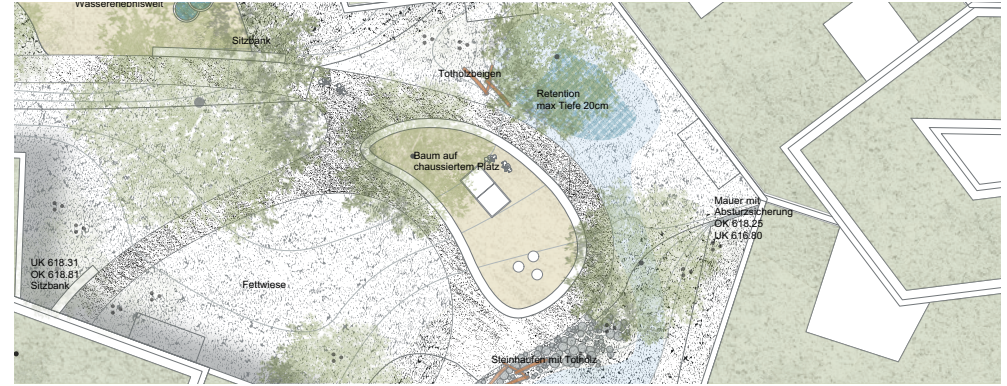 Wassererlebniswelt
Sitzbank
Totholzbeigen
Retention
max Tiefe 20cm
Baum auf
chaussiertem Platz
Mauer mit
Absturzsicherung
OK 618.25
UK 616.80
UK 618.31
OK 618.81
Sitzbank
Fettwiese
Steinhaufen mit Totholz